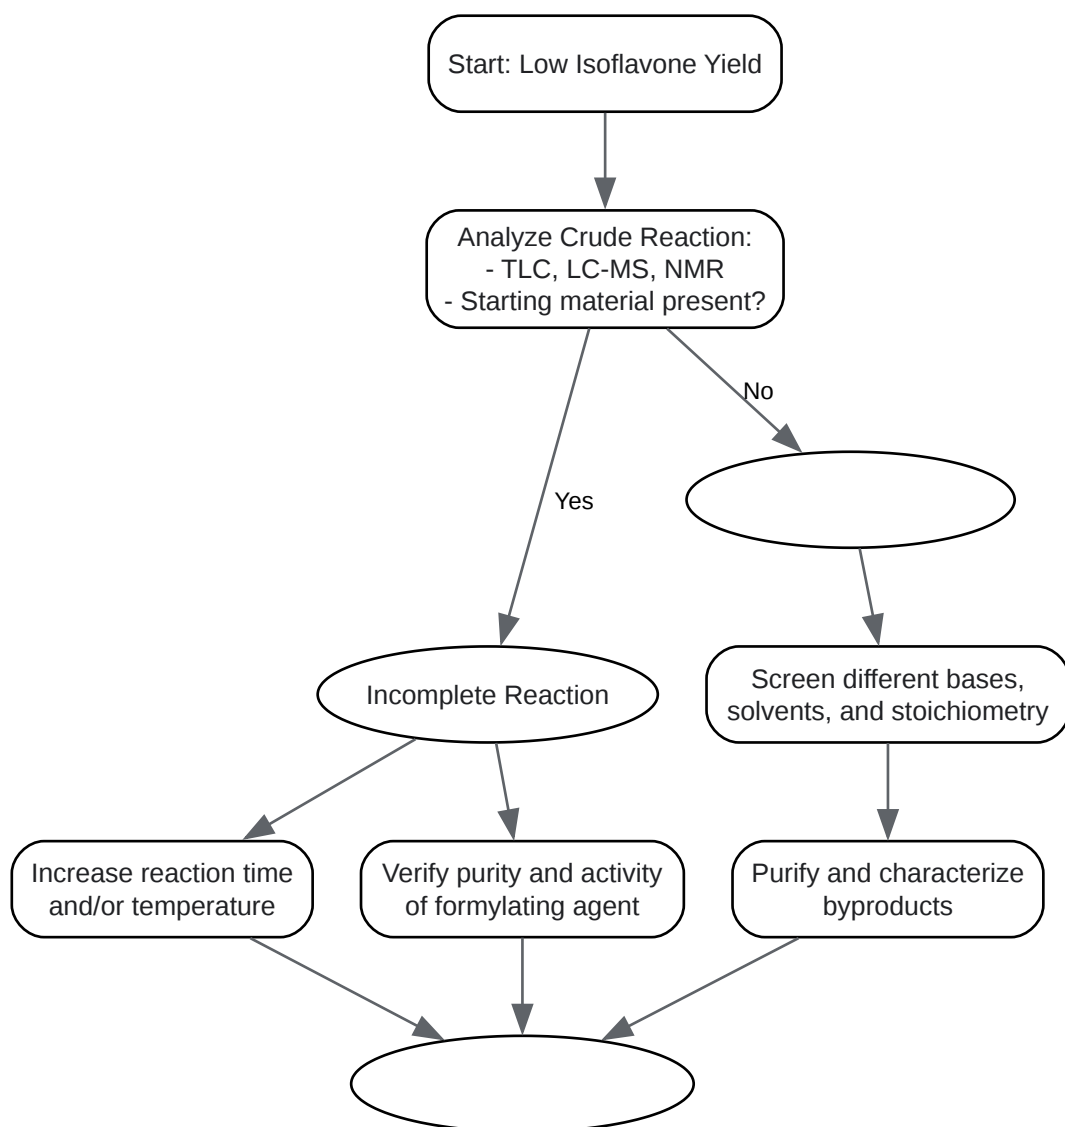 Start: Low Isoflavone Yield
Analyze Crude Reaction:
- TLC, LC-MS, NMR
- Starting material present?
No
Yes
Incomplete Reaction
Screen different bases,
solvents, and stoichiometry
Increase reaction time
and/or temperature
Verify purity and activity
of formylating agent
Purify and characterize
byproducts